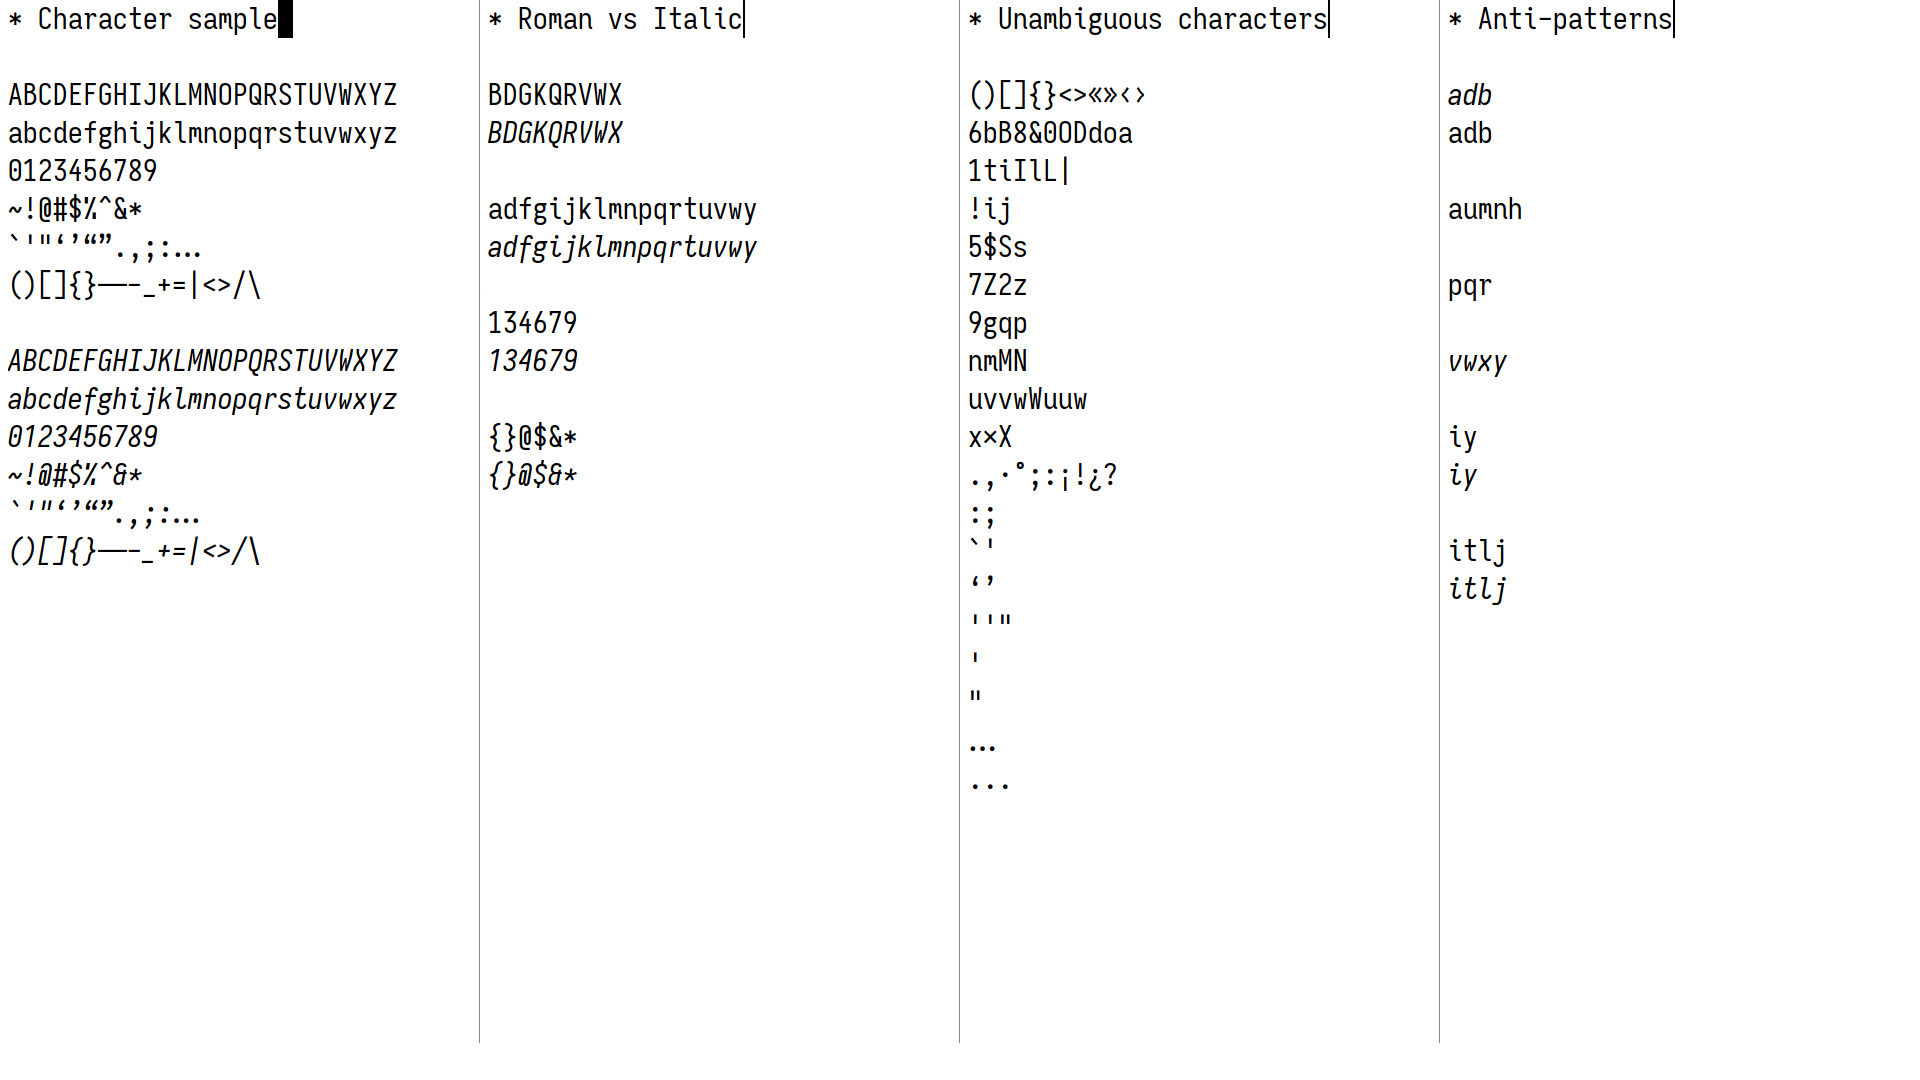 * Character sample
ABCDEFGHIJKLMNOPQRSTUVWXYZ
abcdefghijklmnopqrstuvwxyz
0123456789
~!@#$%^&*
`'"‘’“”.,;:…
()[]{}—–-_+=|<>/\
ABCDEFGHIJKLMNOPQRSTUVWXYZ
abcdefghijklmnopqrstuvwxyz
0123456789
~!@#$%^&*
`'"‘’“”.,;:…
()[]{}—–-_+=|<>/\
* Roman vs Italic
BDGKQRVWX
BDGKQRVWX
adfgijklmnpqrtuvwy
adfgijklmnpqrtuvwy
134679
134679
{}@$&*
{}@$&*
* Unambiguous characters
()[]{}<>«»‹›
6bB8&0ODdoa
1tiIlL|
!ij
5$Ss
7Z2z
9gqp
nmMN
uvvwWuuw
x×X
.,·°;:¡!¿?
:;
`'
‘’
''"
'
"
…
...
* Anti-patterns
adb
adb
aumnh
pqr
vwxy
iy
iy
itlj
itlj